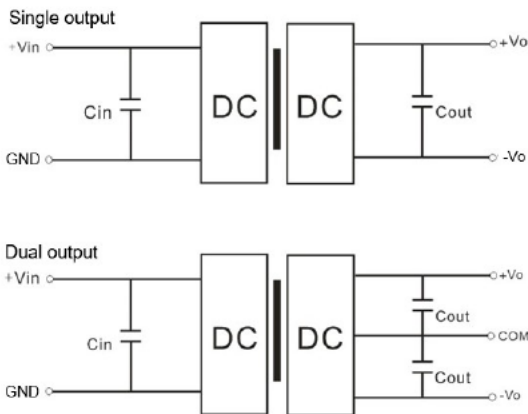 Single output
+Vin
+Vo
Cin
DC
DC
Cout
GND
-Vo
Dual output
+Vin
+Vo
Cout
Cin
DC
DC
COM
Cout
GND
-Vo